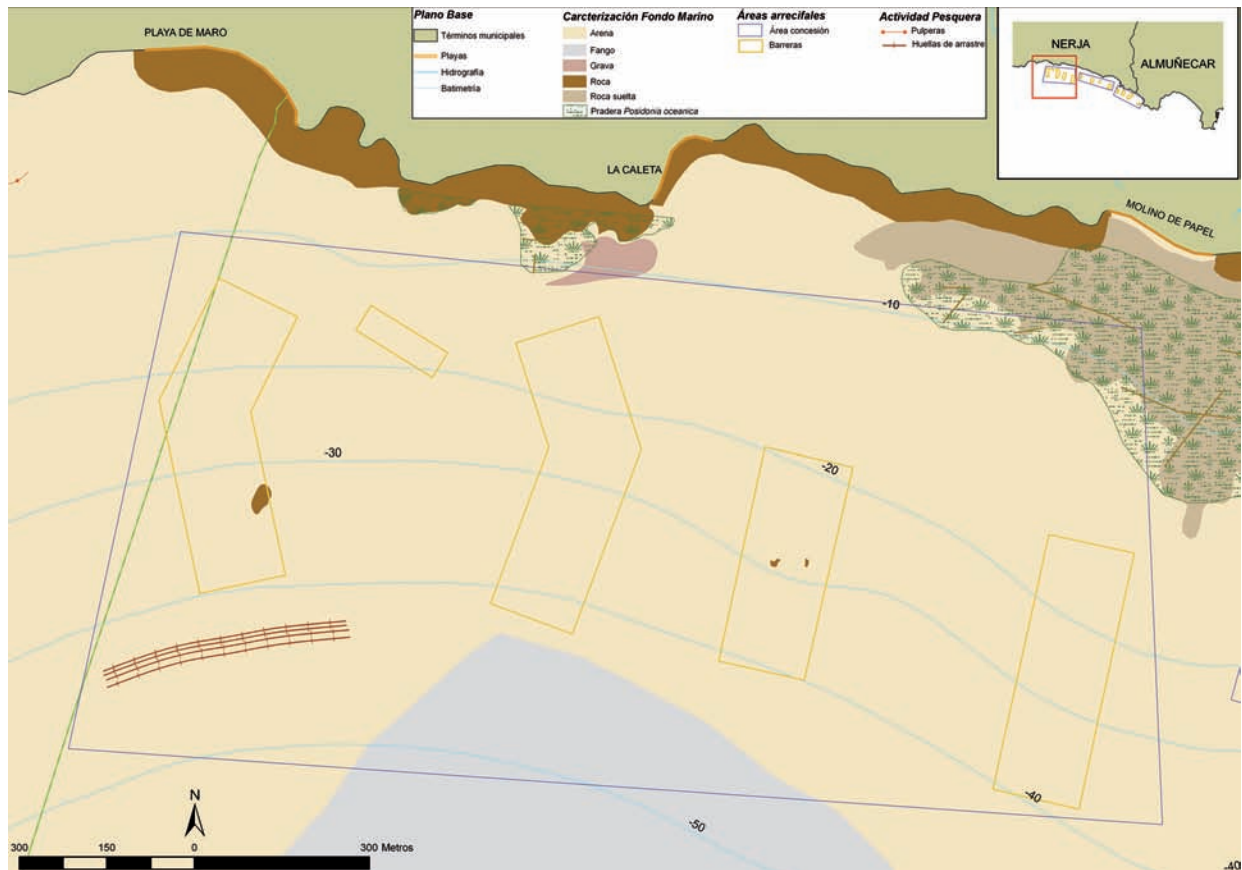 PLAYA DE MARO
Plano Base
Términos municipales
Playas
Hidrografía
Batimetría
Carcterización Fondo Marino
Arena
Fango
Grava
Roca
Roca suelta
Pradera Posidonia oceanica
Áreas arrecifales
Área concesión
Barreras
Actividad Pesquera
Pulperas
Huellas de arrastre
NERJA
ALMUÑECAR
LA CALETA
MOLINO DE PAPEL
-10
-30
-20
-40
-50
-40
N
300 150 0 300 Metros